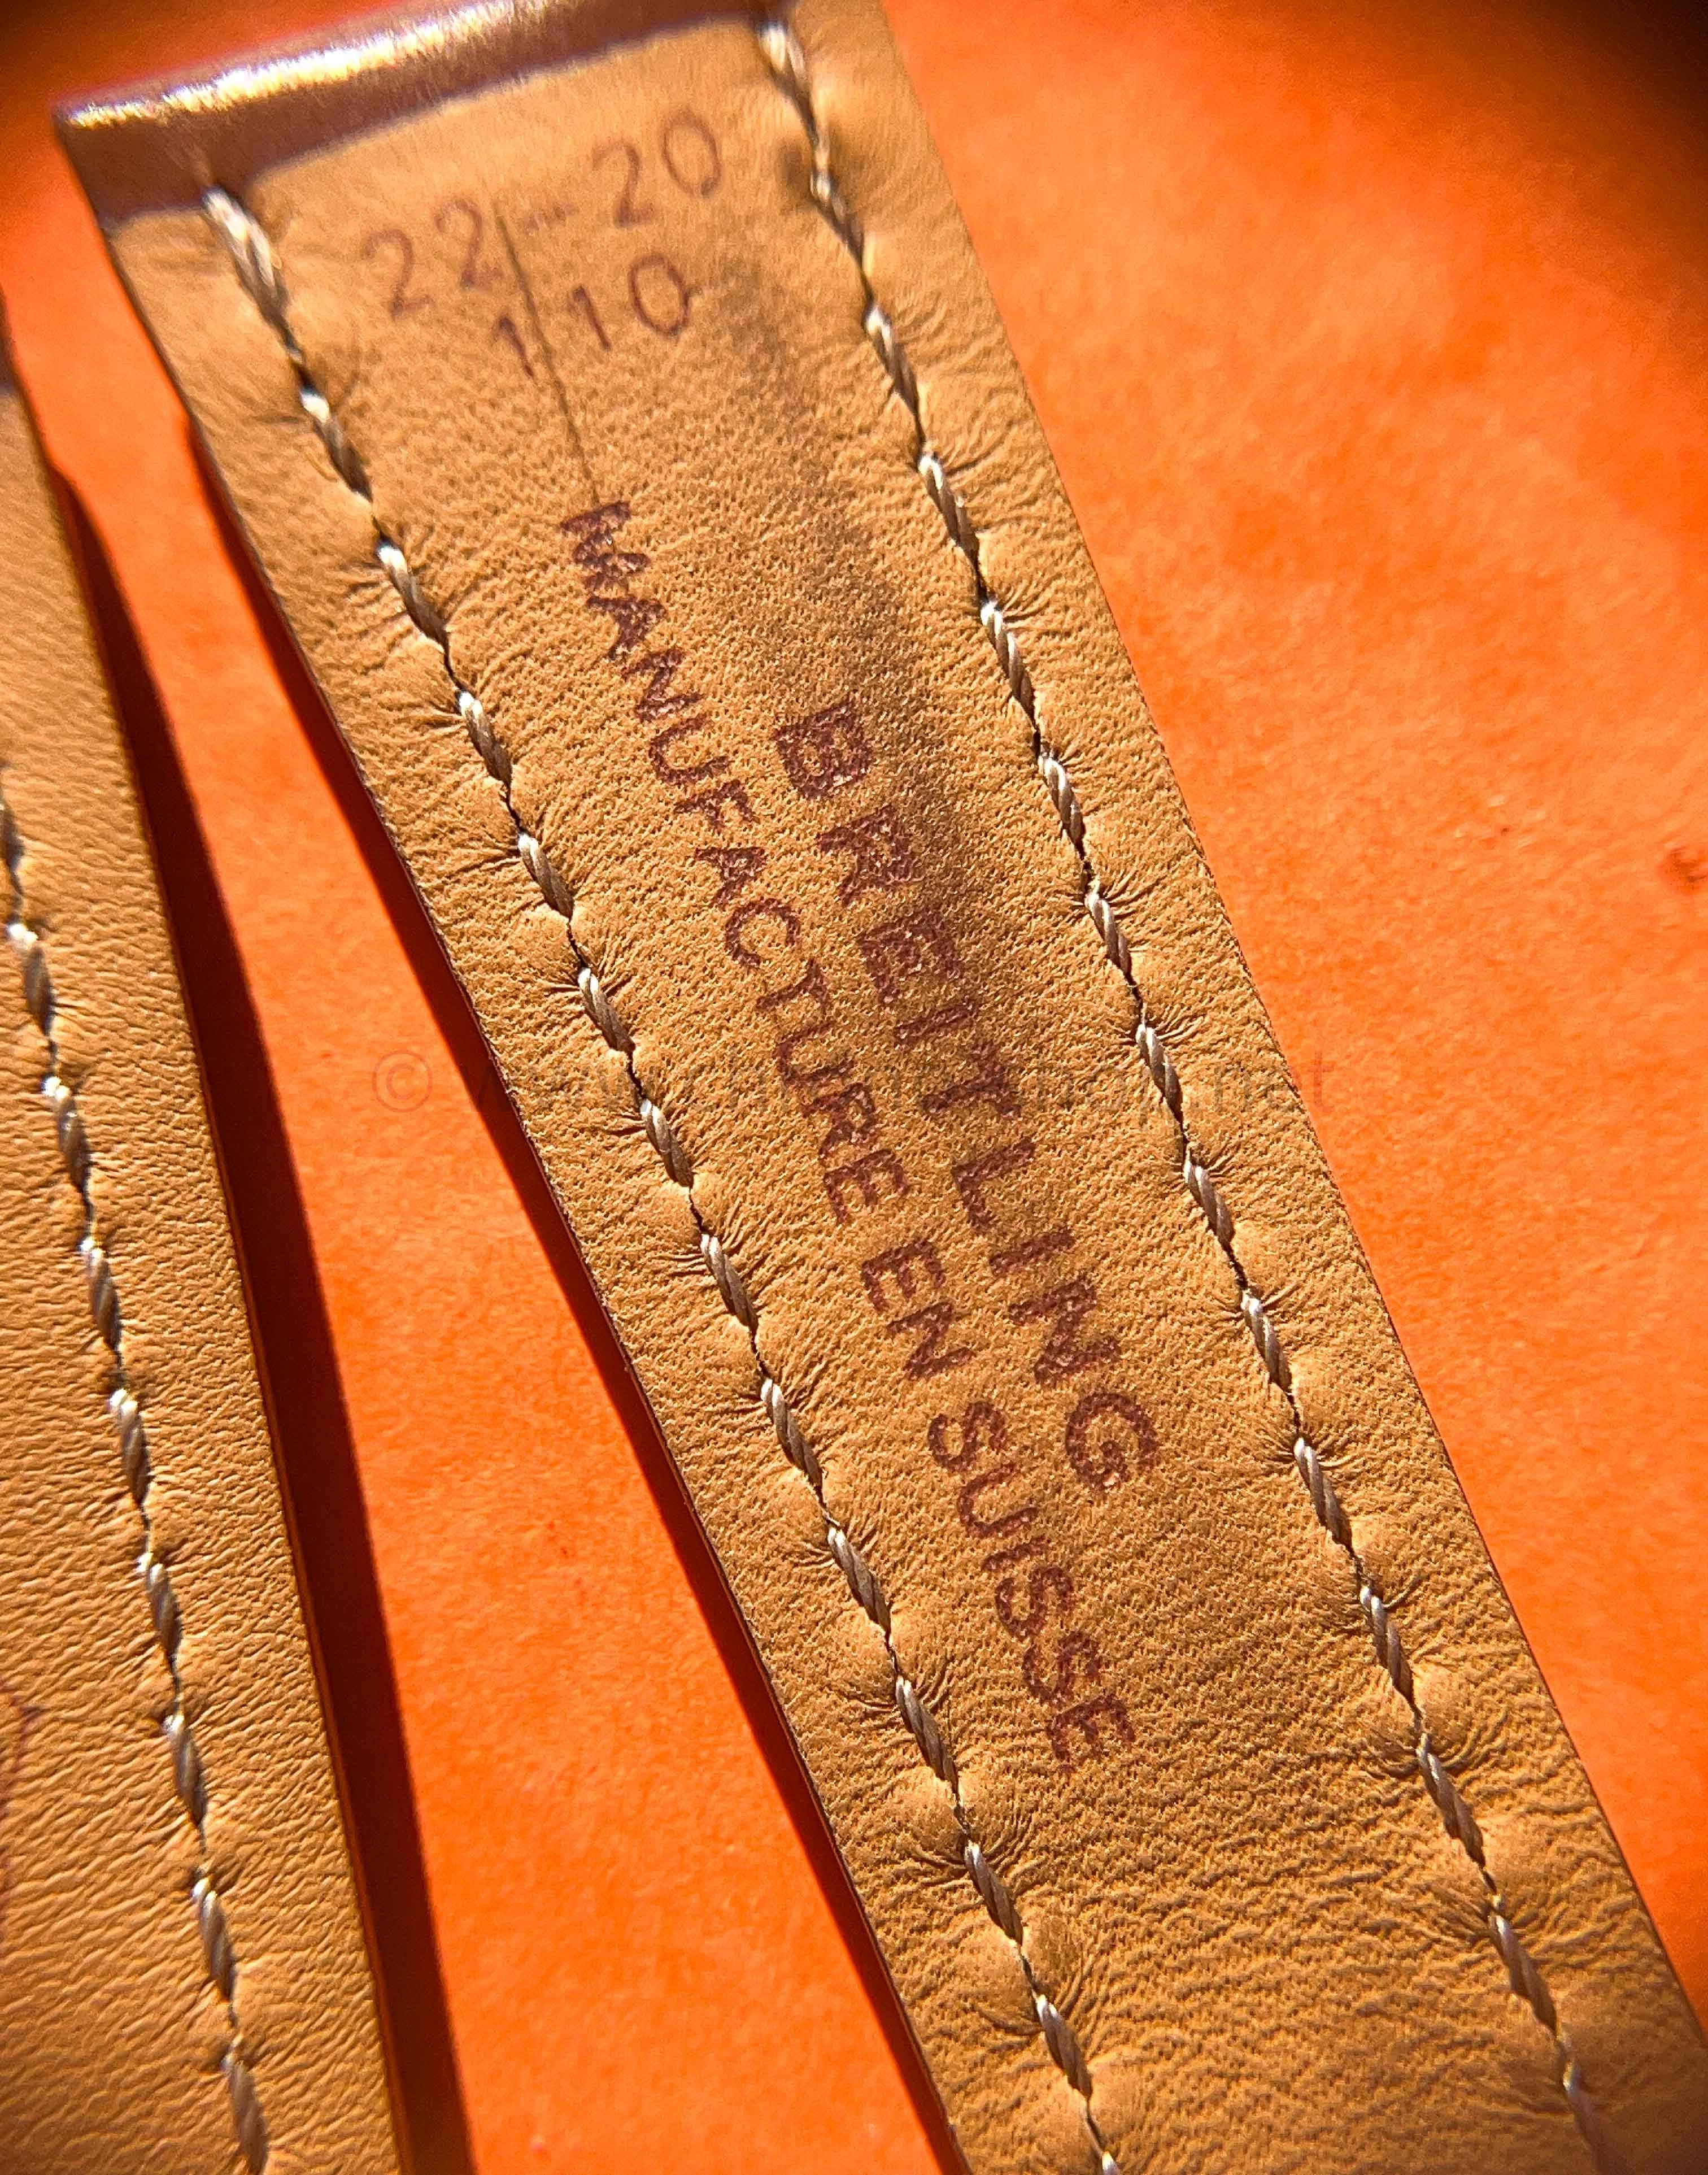 22-20
110
BREITLING
MANUFACTURE EN SUISSE